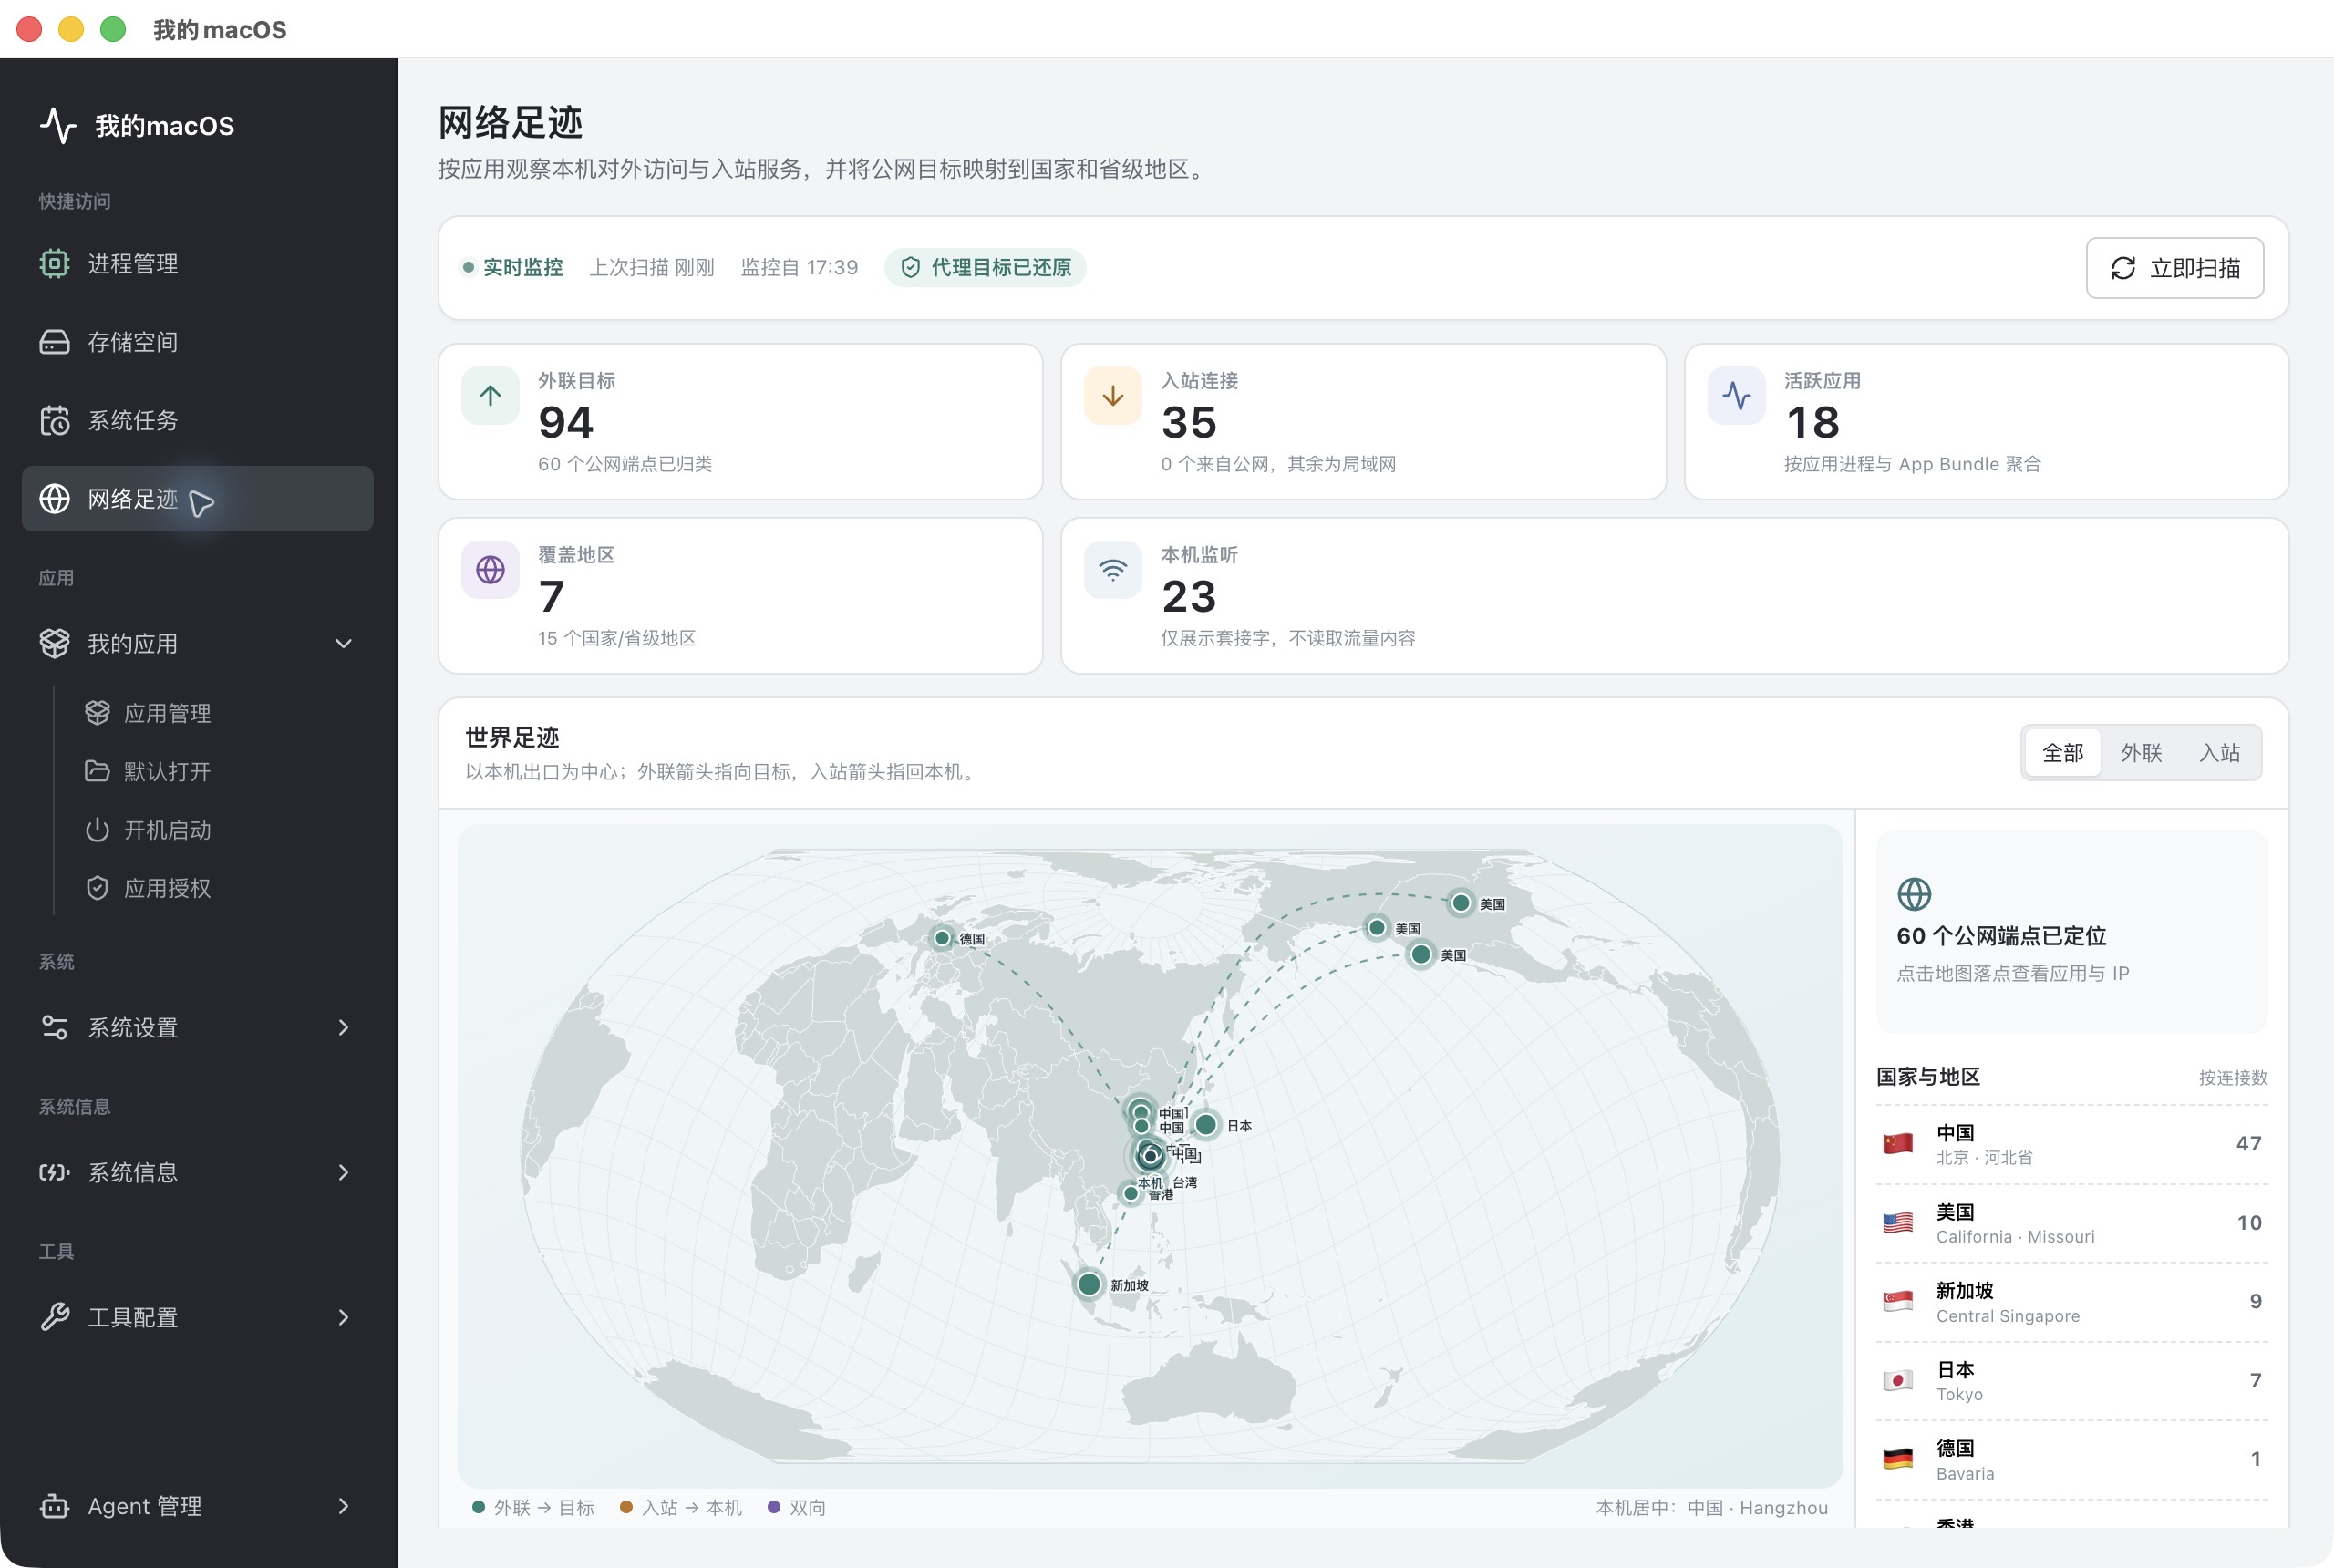 我的macOS
我的macOS
快捷访问
进程管理
存储空间
系统任务
网络足迹
应用
我的应用
应用管理
默认打开
开机启动
应用授权
系统
系统设置
系统信息
系统信息
工具
工具配置
Agent 管理
网络足迹
按应用观察本机对外访问与入站服务，并将公网目标映射到国家和省级地区。
实时监控 上次扫描 刚刚 监控自 17:39 代理目标已还原 立即扫描
外联目标
94
60 个公网端点已归类
入站连接
35
0 个来自公网，其余为局域网
活跃应用
18
按应用进程与 App Bundle 聚合
覆盖地区
7
15 个国家/省级地区
本机监听
23
仅展示套接字，不读取流量内容
世界足迹
以本机出口为中心；外联箭头指向目标，入站箭头指回本机。
全部 外联 入站
美国
美国
德国
美国
中国
中国
日本
中国
本机 台湾
香港
新加坡
外联 → 目标 入站 → 本机 双向
本机居中：中国 · Hangzhou
60 个公网端点已定位
点击地图落点查看应用与 IP
国家与地区 按连接数
中国 47
北京 · 河北省
美国 10
California · Missouri
新加坡 9
Central Singapore
日本 7
Tokyo
德国 1
Bavaria